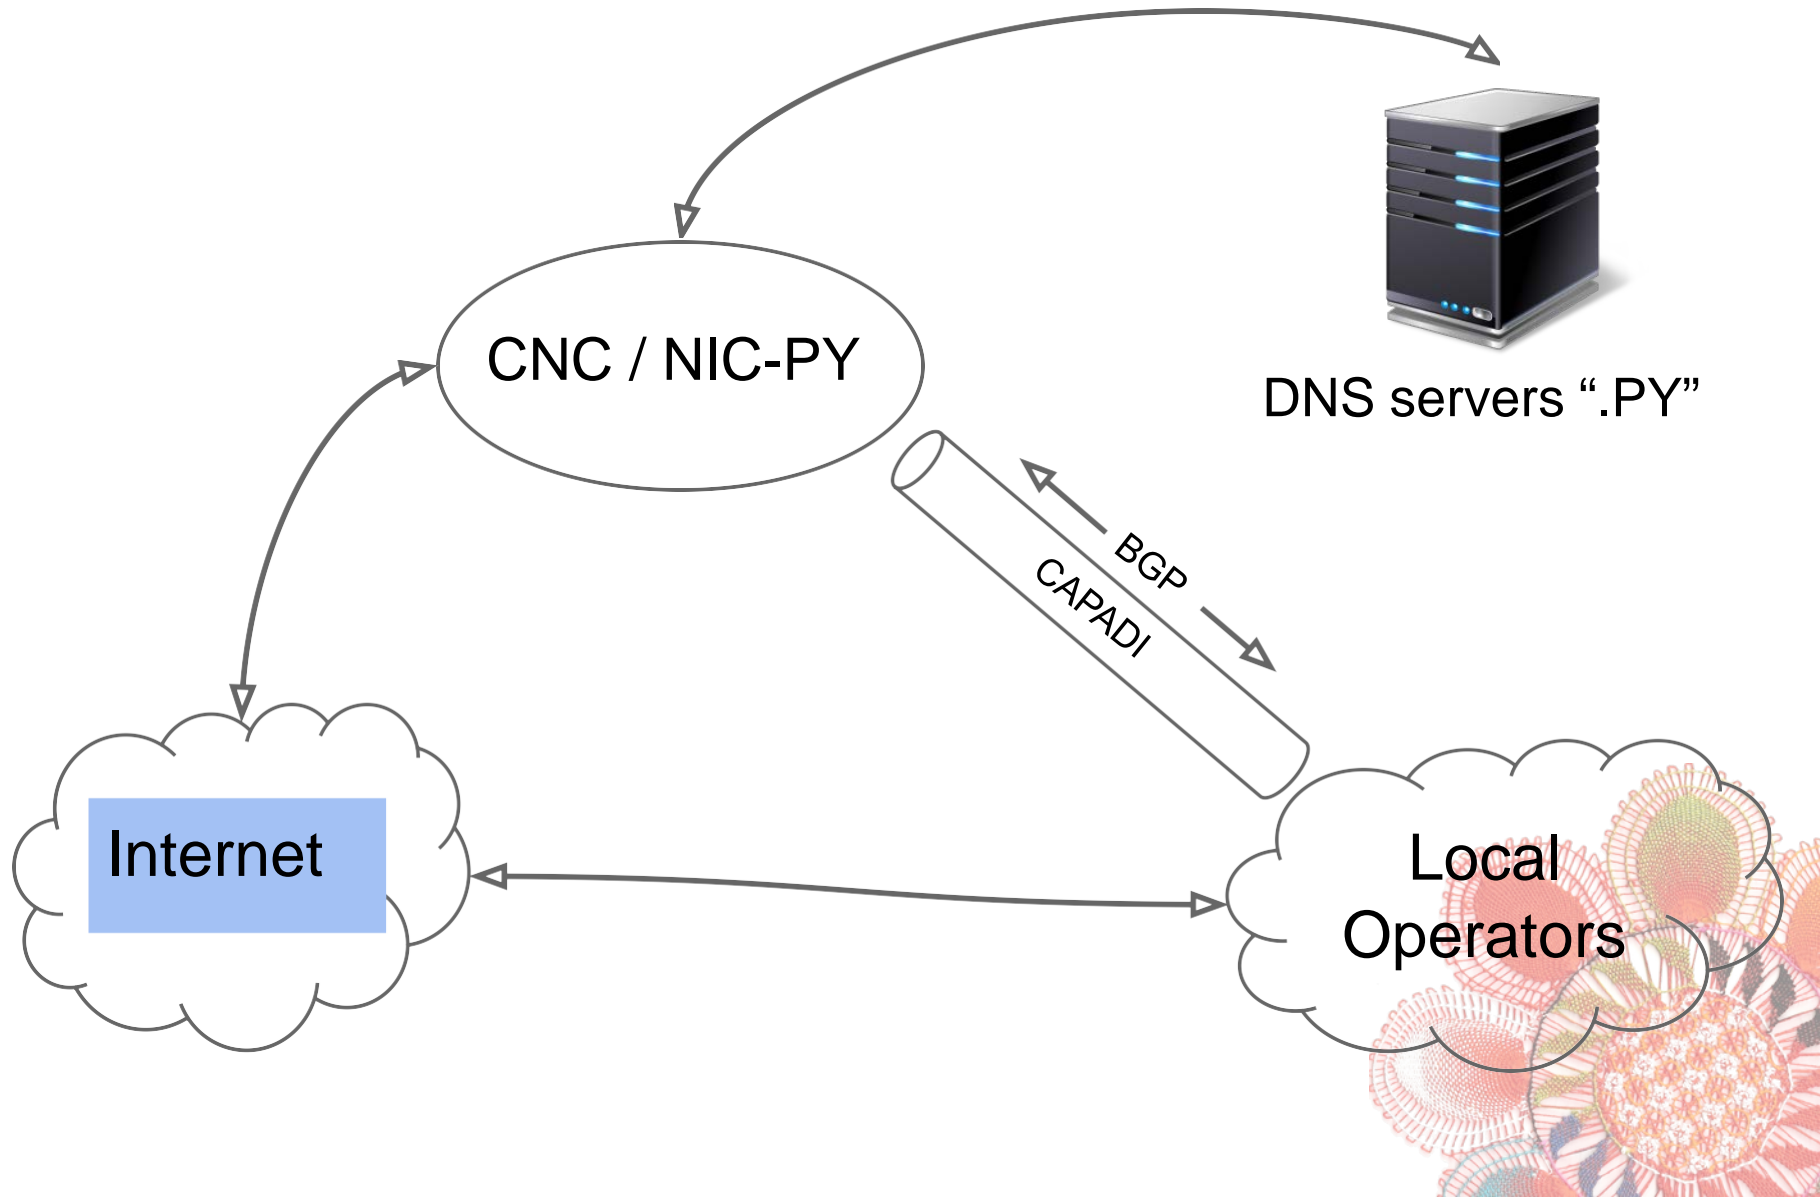 CNC / NIC-PY
DNS servers “.PY”
BGP
CAPADI
Internet
Local
Operators